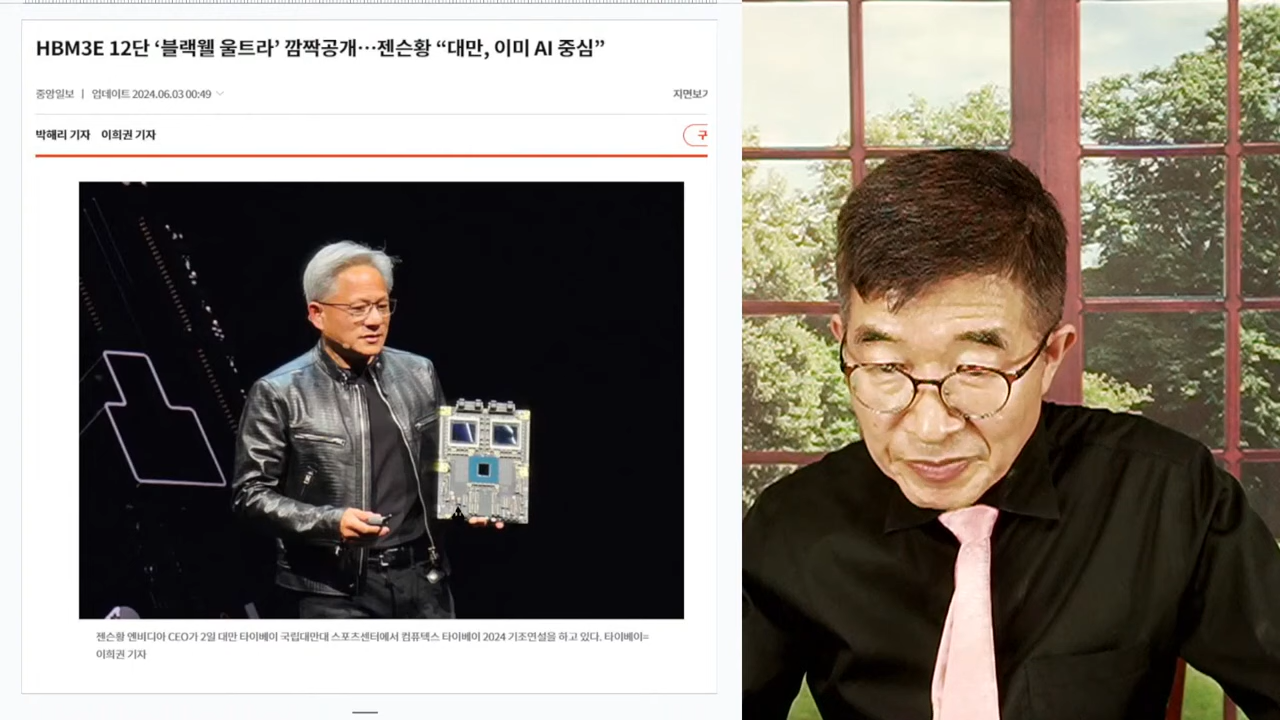 HBM3E 12단 ‘블랙웰 울트라’ 깜짝공개…젠슨황 “대만, 이미 AI 중심”
중앙일보 | 업데이트 2024.06.03 00:49
지면보기
박해리 기자 이희권 기자
구
젠슨황 엔비디아 CEO가 2일 대만 타이베이 국립대만대 스포츠센터에서 컴퓨텍스 타이베이 2024 기조연설을 하고 있다. 타이베이=
이희권 기자